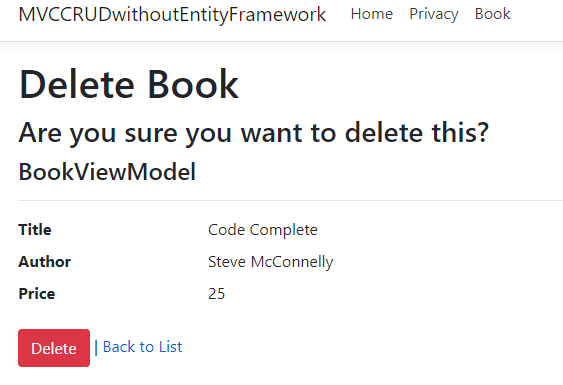 MVCCRUDwithoutEntityFramework Home Privacy Book
Delete Book
Are you sure you want to delete this?
BookViewModel
Title Code Complete
Author Steve McConnelly
Price 25
Delete | Back to List